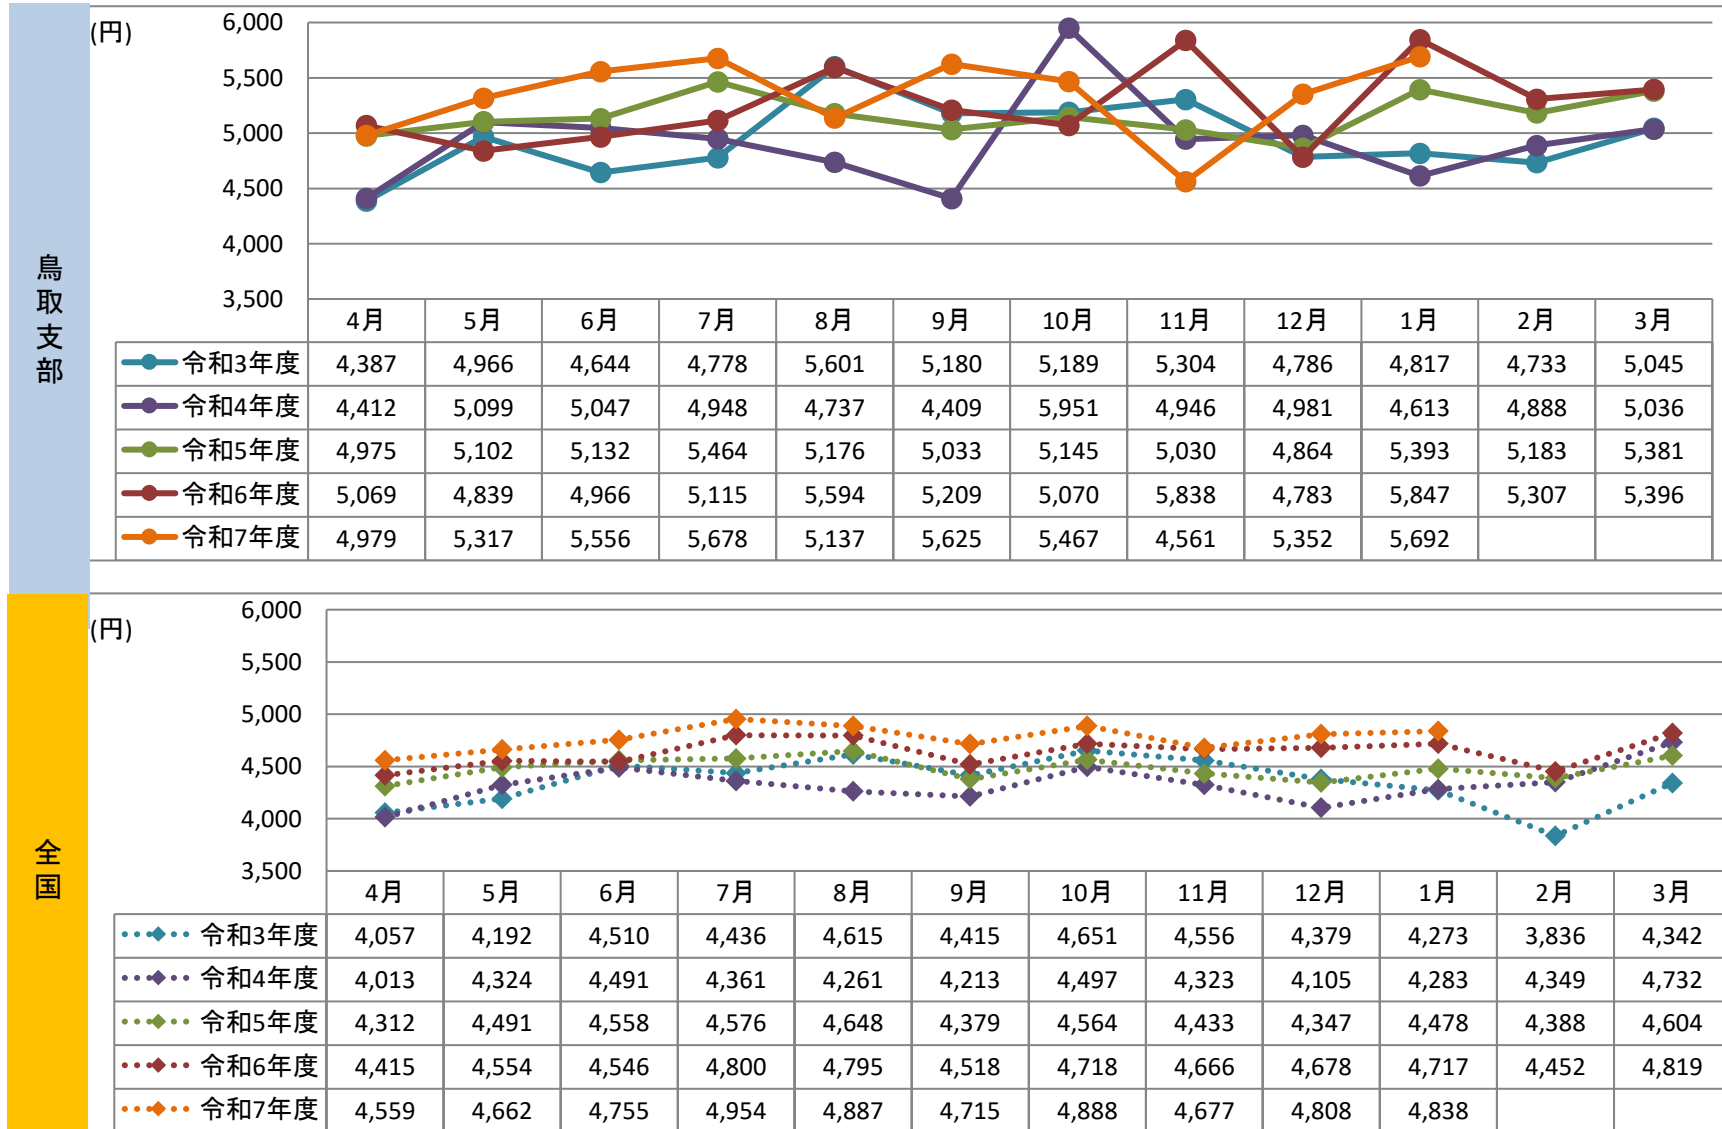 鳥取支部
(円)
6,000
5,500
5,000
4,500
4,000
3,500
4月 5月 6月 7月 8月 9月 10月 11月 12月 1月 2月 3月
令和3年度 4,387 4,966 4,644 4,778 5,601 5,180 5,189 5,304 4,786 4,817 4,733 5,045
令和4年度 4,412 5,099 5,047 4,948 4,737 4,409 5,951 4,946 4,981 4,613 4,888 5,036
令和5年度 4,975 5,102 5,132 5,464 5,176 5,033 5,145 5,030 4,864 5,393 5,183 5,381
令和6年度 5,069 4,839 4,966 5,115 5,594 5,209 5,070 5,838 4,783 5,847 5,307 5,396
令和7年度 4,979 5,317 5,556 5,678 5,137 5,625 5,467 4,561 5,352 5,692
全国
(円)
6,000
5,500
5,000
4,500
4,000
3,500
4月 5月 6月 7月 8月 9月 10月 11月 12月 1月 2月 3月
令和3年度 4,057 4,192 4,510 4,436 4,615 4,415 4,651 4,556 4,379 4,273 3,836 4,342
令和4年度 4,013 4,324 4,491 4,361 4,261 4,213 4,497 4,323 4,105 4,283 4,349 4,732
令和5年度 4,312 4,491 4,558 4,576 4,648 4,379 4,564 4,433 4,347 4,478 4,388 4,604
令和6年度 4,415 4,554 4,546 4,800 4,795 4,518 4,718 4,666 4,678 4,717 4,452 4,819
令和7年度 4,559 4,662 4,755 4,954 4,887 4,715 4,888 4,677 4,808 4,838